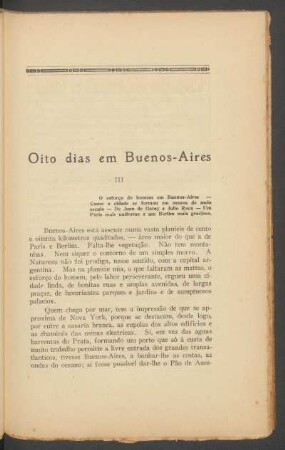 Oito dias em Buenos-Aires
III
O esforço do homem em Buenos-Aires —
Como a cidade se formou em menos de meio
seculo — De Juan de Garay a Julio Roca — Um
Paris mais uniforme e um Berlim mais gracioso.
Buenos-Aires está assente numa vasta planicie de cento
e oitenta kilometros quadrados, — área maior do que a de
de Paris e Berlim. Falta-lhe vegetação. Não tem mon-
tanhas. Nem siquer o contorno de um simples morro. A
Natureza não foi prodiga, nesse sentido, com a capital ar-
gentina. Mas na planicie núa, o que faltaram as mattas, o
esforço do homem, pelo labor perseverante, ergueu uma ci-
dade linda, de bonitas ruas e amplas avenidas, de largas
praças, de luxuriantes parques e jardins e de sumptuosos
palacios.
Quem chega por mar, tem a impressão de que se ap-
proxima de Nova York, porque se destacam, desde logo,
por entre a casaria branca, as cupolas dos altos edificios e
as chaminés das usinas electricas. Si, em vez das aguas
barrentas do Prata, formando um porto que só á custa de
muito trabalho permitte a livre entrada dos grandes transa-
tlanticos, tivesse Buenos-Aires, a banhar-lhe as costas, as
ondas do oceano; si fosse possivel dar-lhe o Pão de Assu-